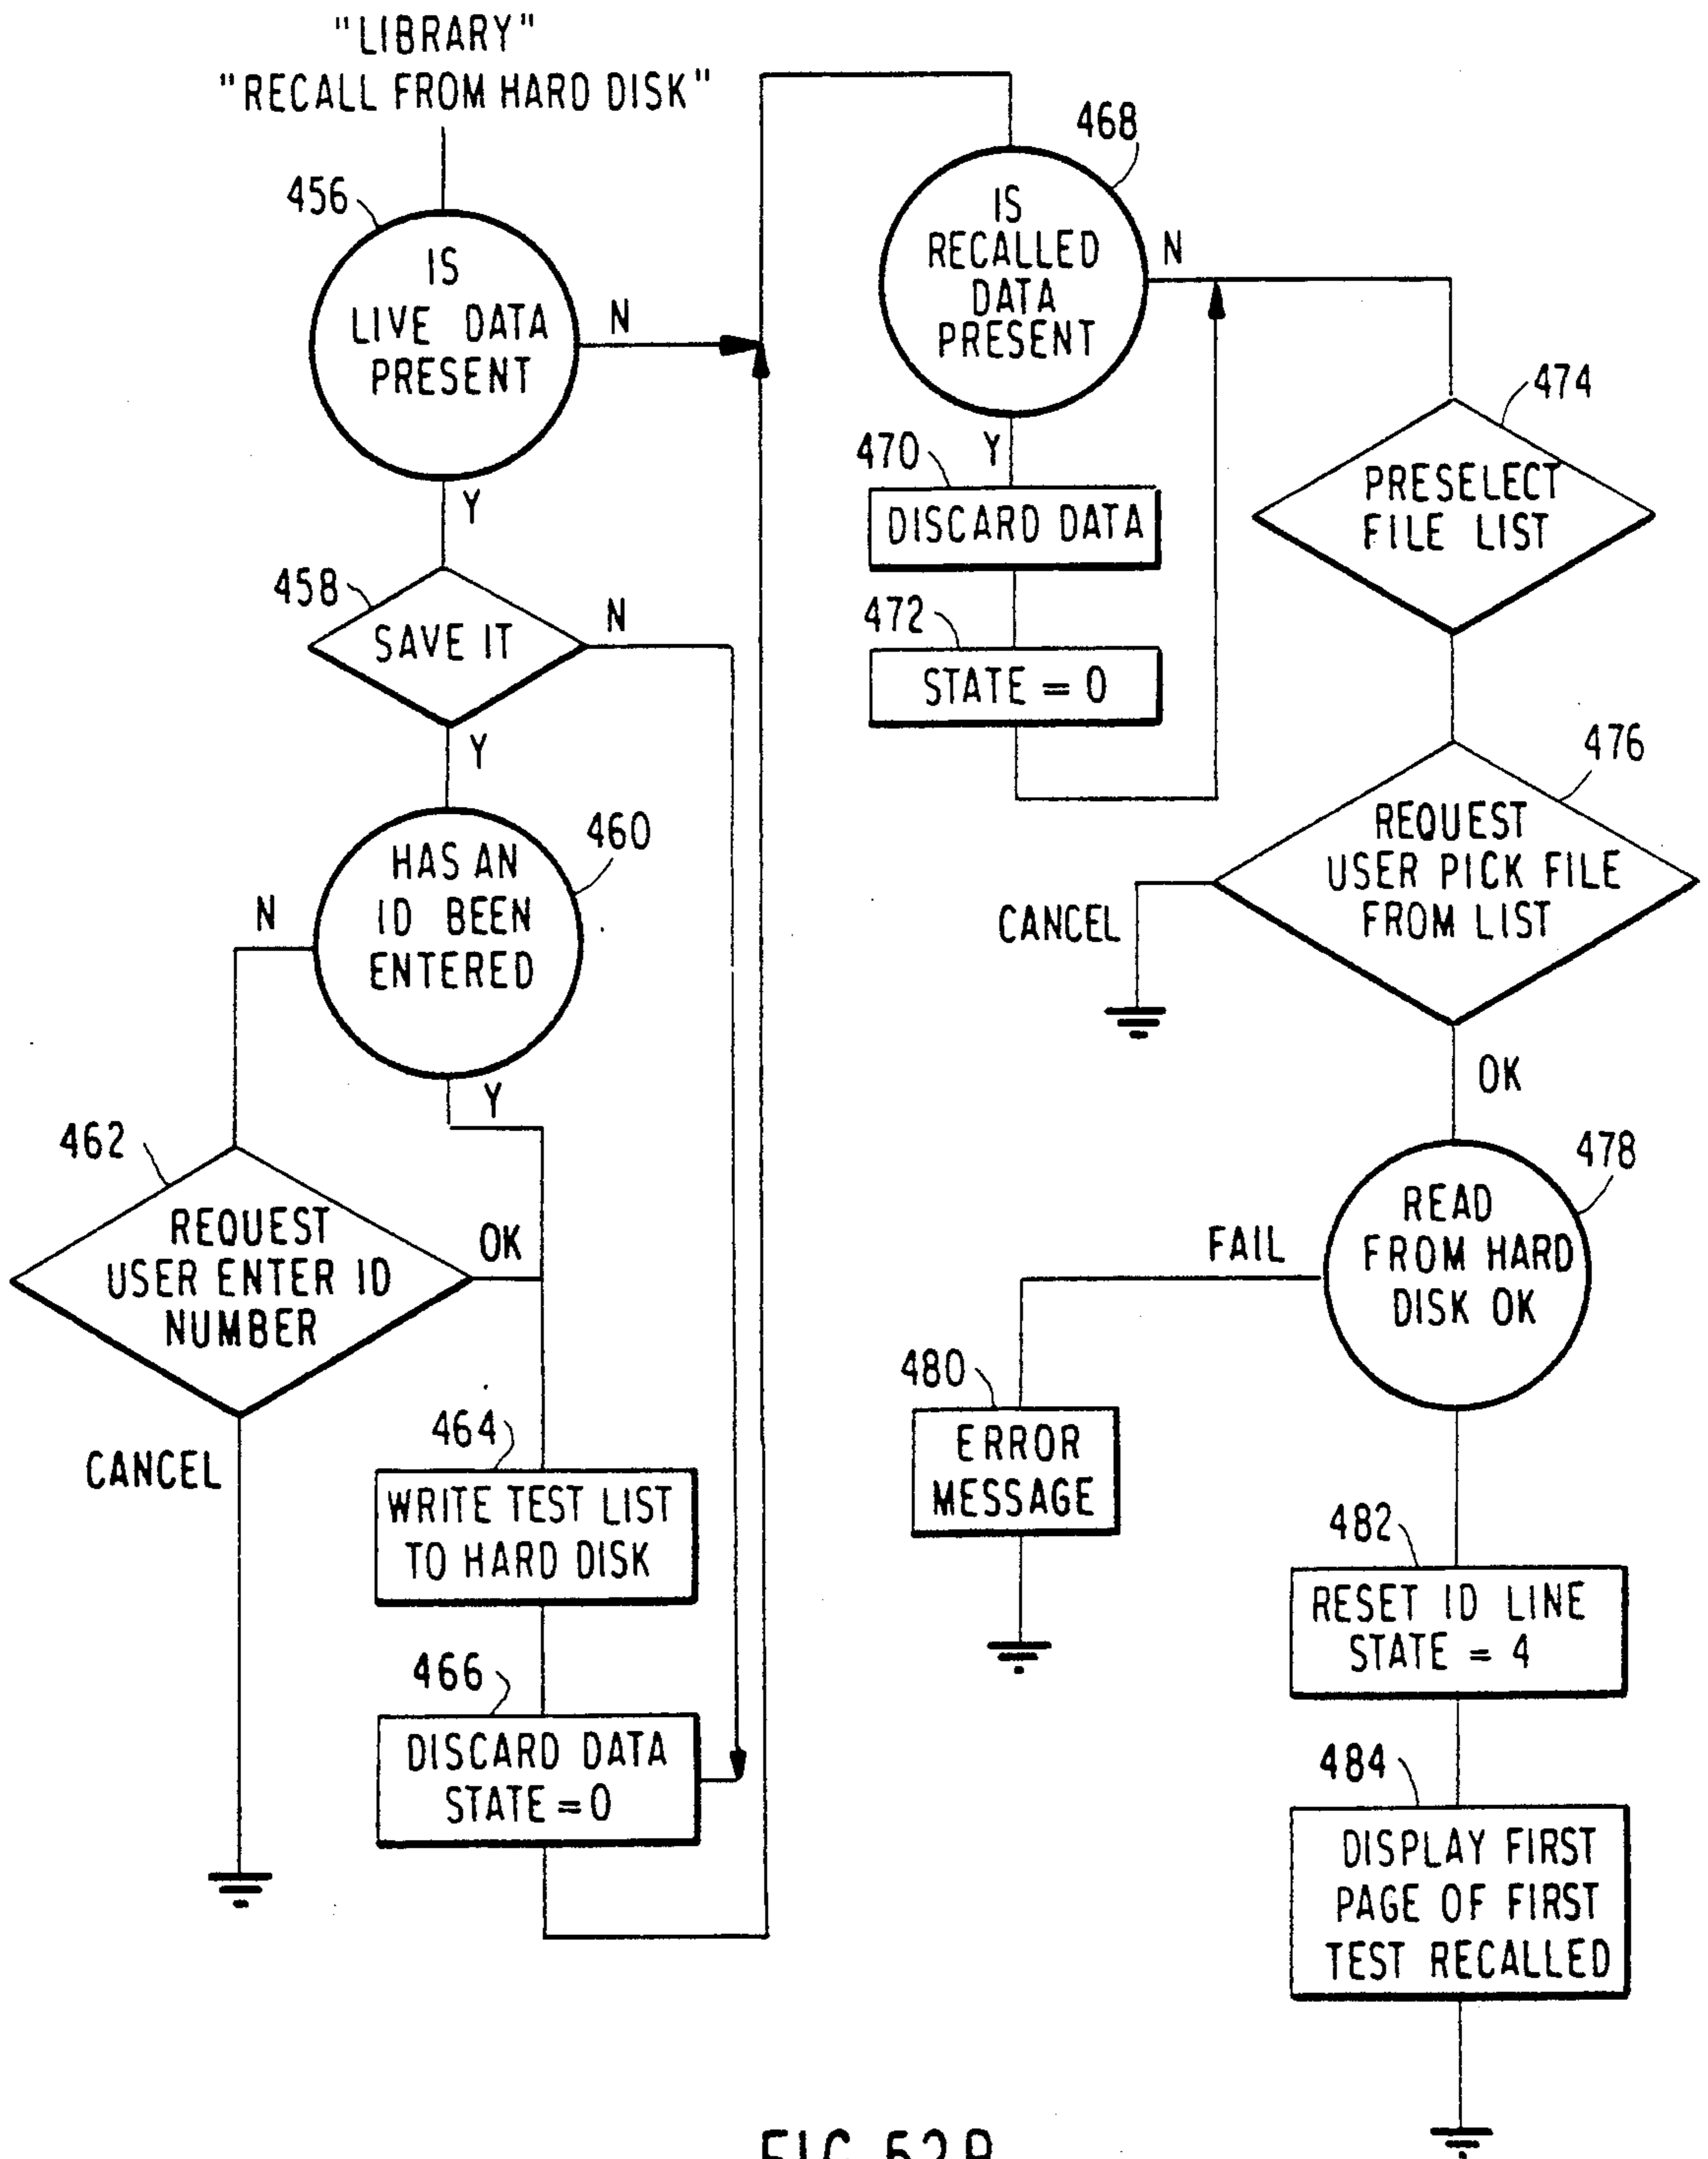 "LIBRARY"
"RECALL FROM HARD DISK"
456
IS
LIVE DATA
PRESENT
N
Y
458
SAVE IT
N
Y
460
HAS AN
ID BEEN
ENTERED
N
Y
462
REQUEST
USER ENTER ID
NUMBER
OK
CANCEL
464
WRITE TEST LIST
TO HARD DISK
466
DISCARD DATA
STATE = 0
468
IS
RECALLED
DATA
PRESENT
N
Y
470
DISCARD DATA
472
STATE = 0
474
PRESELECT
FILE LIST
476
REQUEST
USER PICK FILE
FROM LIST
CANCEL
OK
478
READ
FROM HARD
DISK OK
FAIL
480
ERROR
MESSAGE
482
RESET ID LINE
STATE = 4
484
DISPLAY FIRST
PAGE OF FIRST
TEST RECALLED